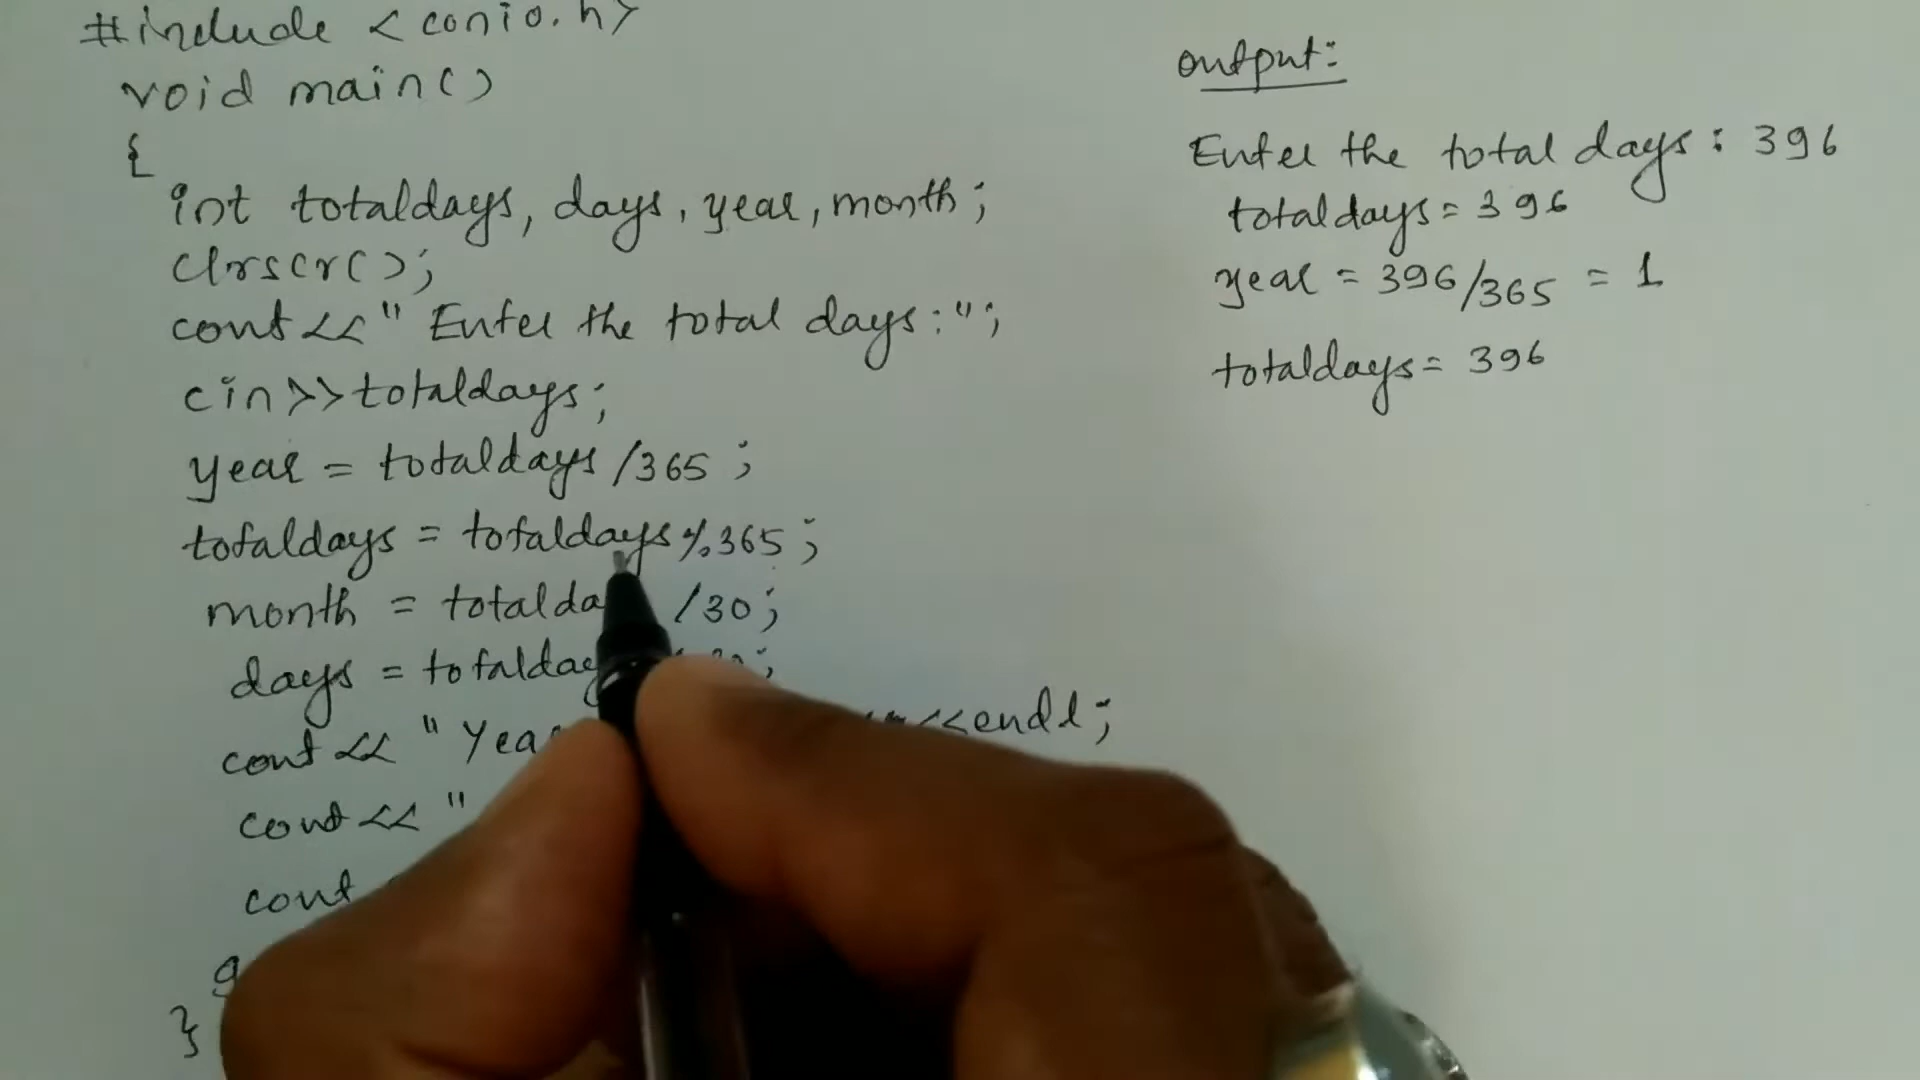 #include <conio.h>
void main()
{
int totaldays, days, year, month;
clrscr();
cout<<" Enter the total days:";
cin>>totaldays;
year = totaldays /365 ;
totaldays = totaldays%365 ;
month = totalda /30;
days = totalday
cout << "Yea <<endl;
cout << "
cout
g
}
output:
Enter the total days: 396
totaldays = 396
year = 396/365 = 1
totaldays = 396